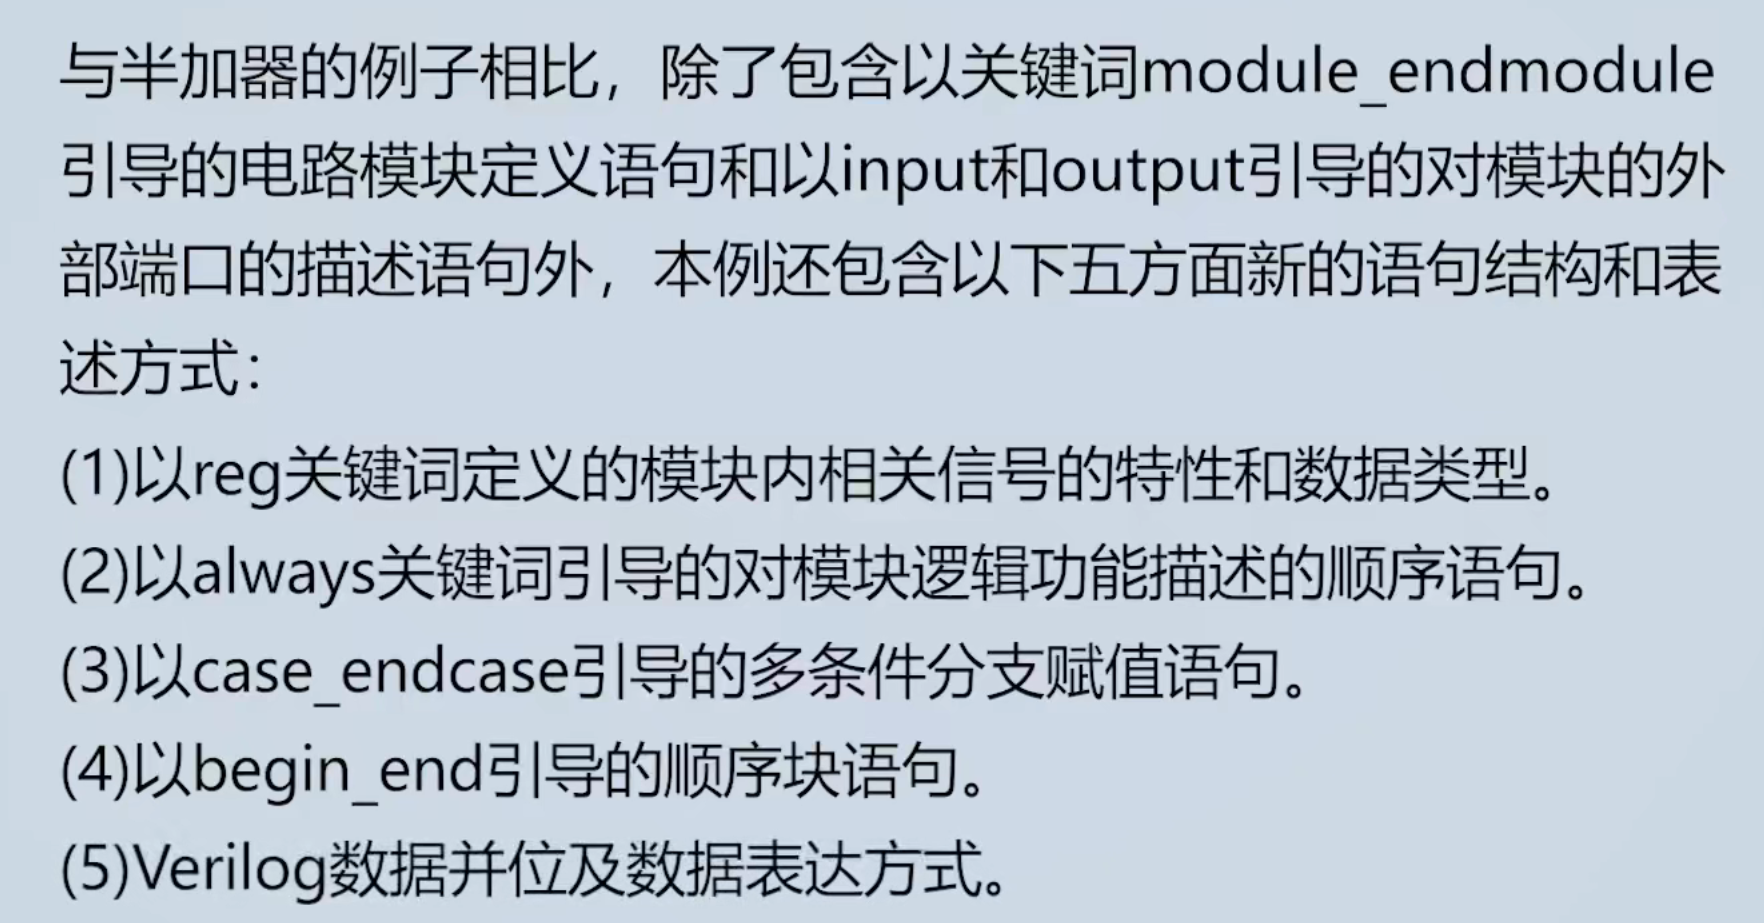 与半加器的例子相比，除了包含以关键词module_endmodule
引导的电路模块定义语句和以input和output引导的对模块的外
部端口的描述语句外，本例还包含以下五方面新的语句结构和表
述方式：
(1)以reg关键词定义的模块内相关信号的特性和数据类型。
(2)以always关键词引导的对模块逻辑功能描述的顺序语句。
(3)以case_endcase引导的多条件分支赋值语句。
(4)以begin_end引导的顺序块语句。
(5)Verilog数据并位及数据表达方式。